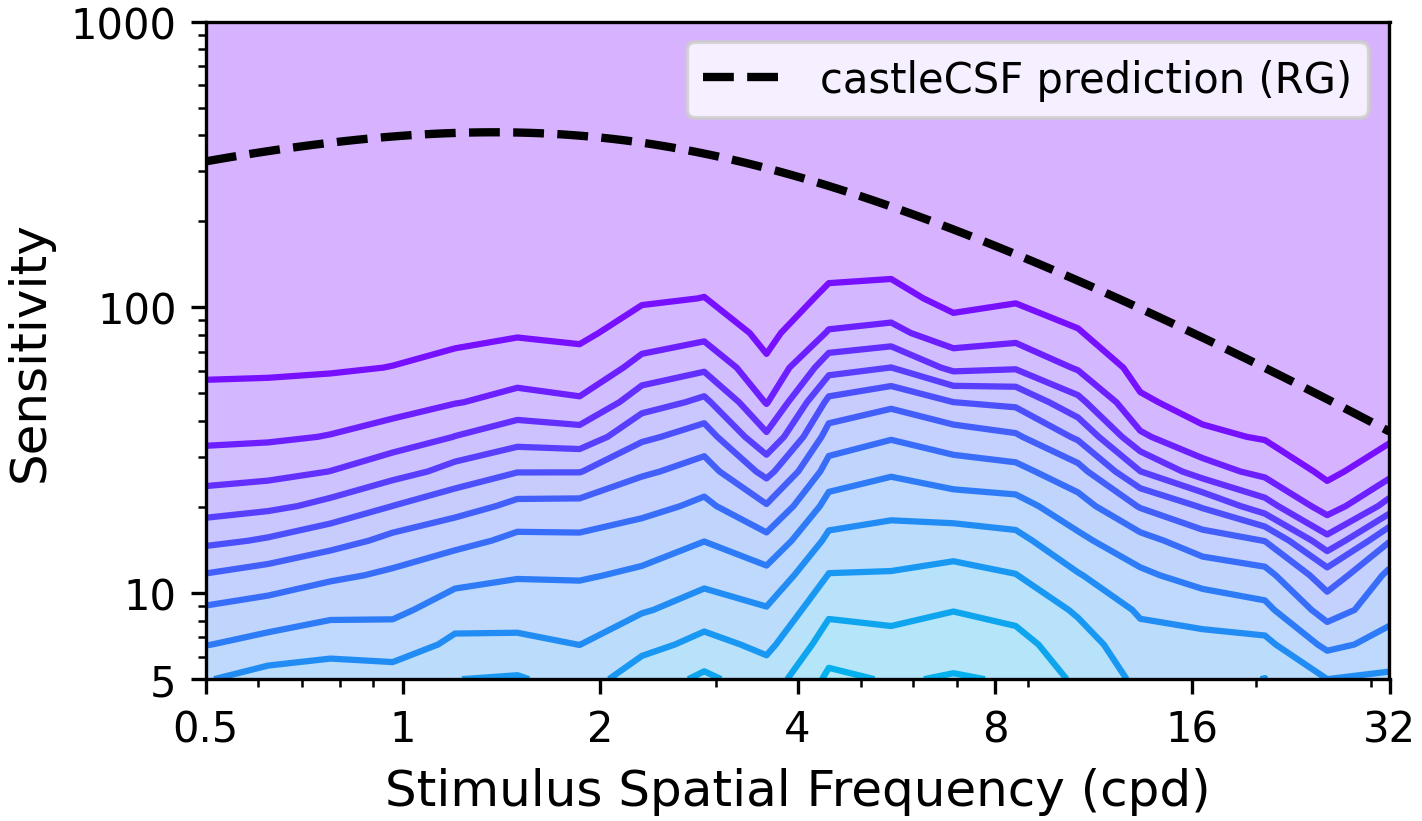 1000
100
10
5
Sensitivity
castleCSF prediction (RG)
0.5 1 2 4 8 16 32
Stimulus Spatial Frequency (cpd)